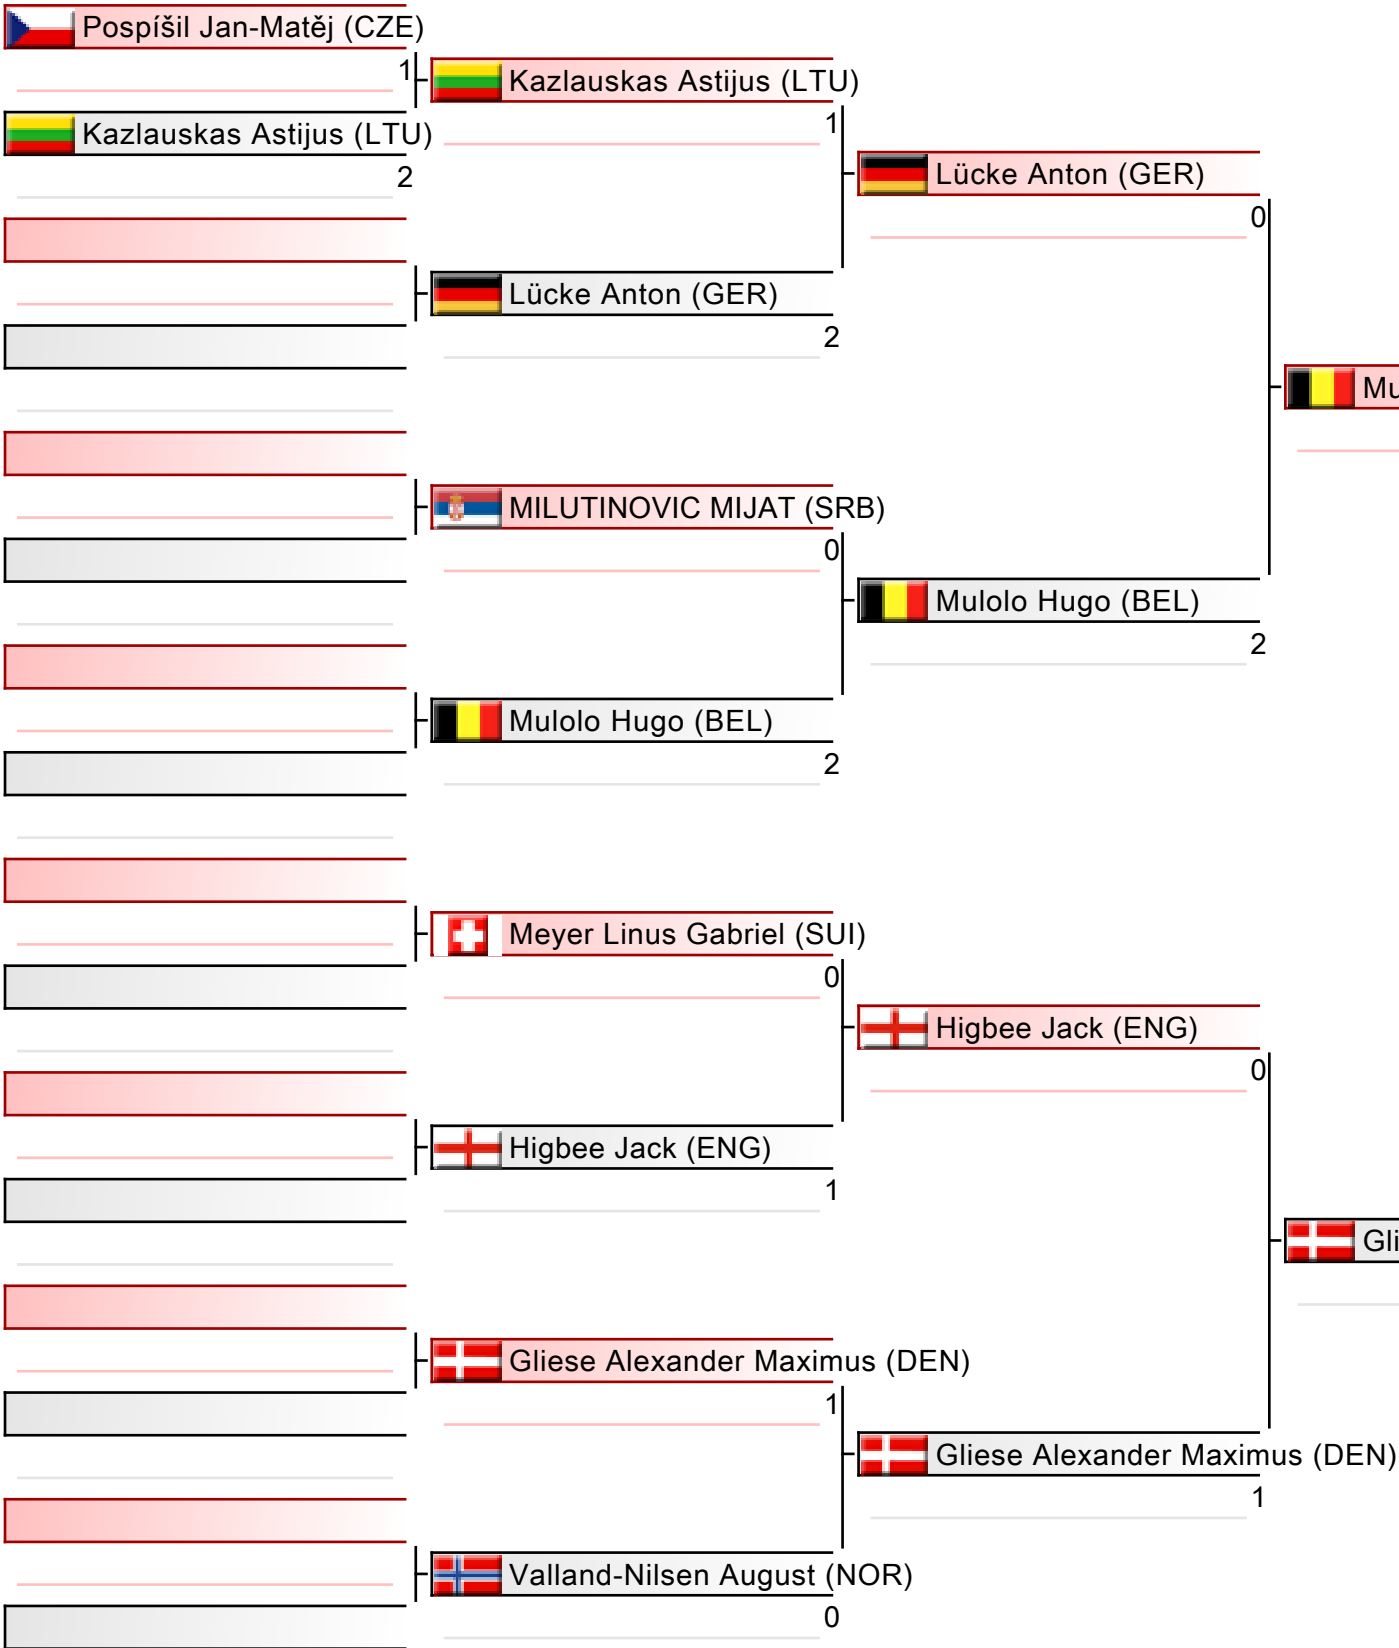 Pospíšil Jan-Matěj (CZE)
1
Kazlauskas Astijus (LTU)
2
Kazlauskas Astijus (LTU)
1
Lücke Anton (GER)
2
MILUTINOVIC MIJAT (SRB)
0
Mulolo Hugo (BEL)
2
Meyer Linus Gabriel (SUI)
0
Higbee Jack (ENG)
1
Gliese Alexander Maximus (DEN)
1
Valland-Nilsen August (NOR)
0
Lücke Anton (GER)
0
Mulolo Hugo (BEL)
2
Higbee Jack (ENG)
0
Gliese Alexander Maximus (DEN)
1
Mu
Gli